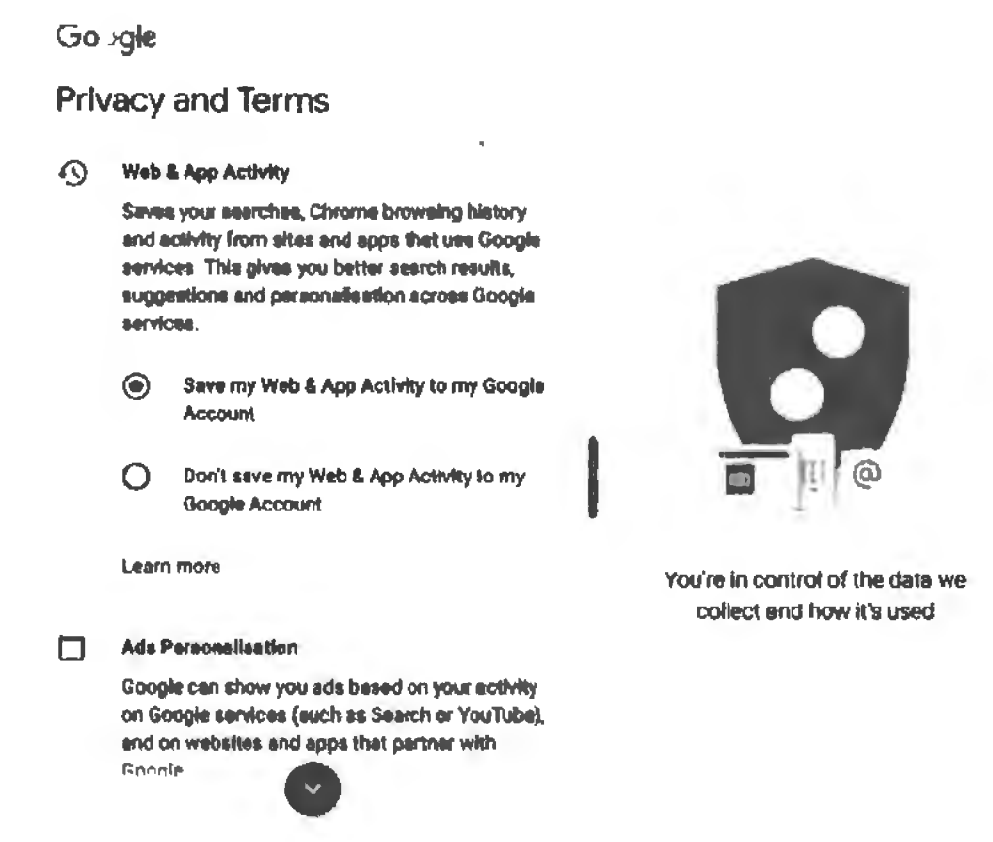 Google
Privacy and Terms
Web & App Activity
Saves your searches, Chrome browsing history
and activity from sites and apps that use Google
services. This gives you better search results,
suggestions and personalisation across Google
services.
Save my Web & App Activity to my Google
Account
Don't save my Web & App Activity to my
Google Account
Learn more
Ads Personalisation
Google can show you ads based on your activity
on Google services (such as Search or YouTube),
and on websites and apps that partner with
Google
@
You're in control of the data we
collect and how it's used